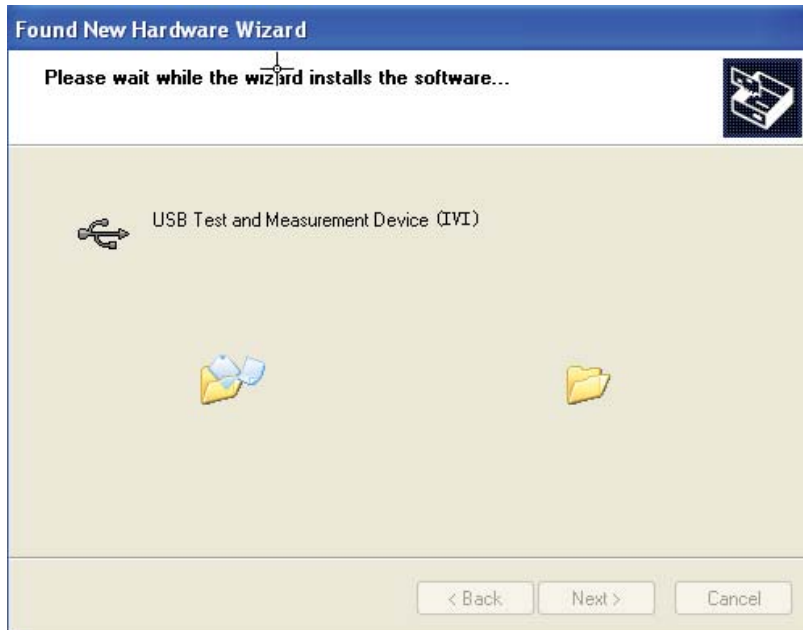 Found New Hardware Wizard
Please wait while the wizard installs the software...
USB Test and Measurement Device (IVI)
< Back
Next >
Cancel